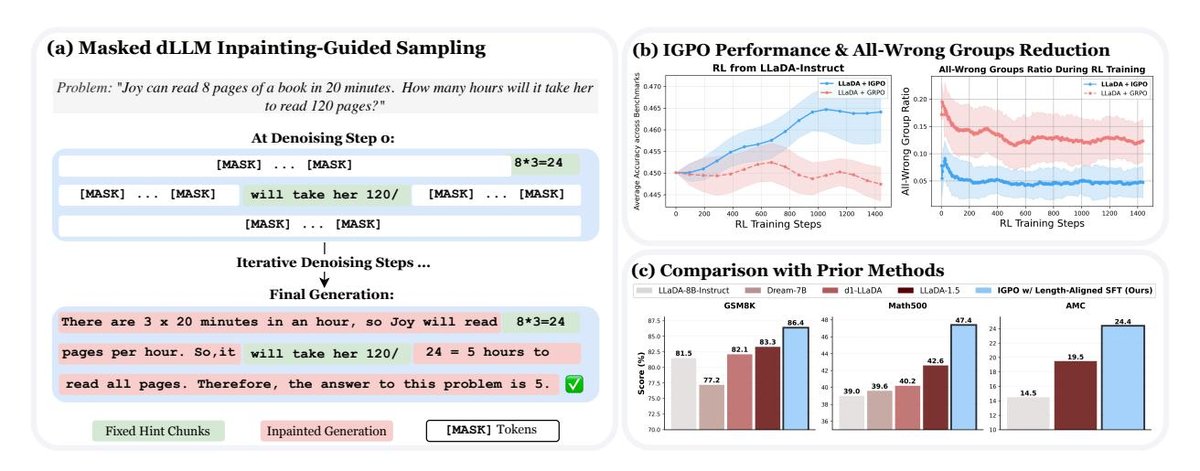 (a) Masked dLLM Inpainting-Guided Sampling
Problem: "Joy can read 8 pages of a book in 20 minutes. How many hours will it take her
to read 120 pages?"
At Denoising Step 0:
[MASK] ... [MASK] 8*3=24
[MASK] ... [MASK] will take her 120/ [MASK] ... [MASK]
[MASK] ... [MASK]
Iterative Denoising Steps ...
Final Generation:
There are 3 x 20 minutes in an hour, so Joy will read 8*3=24
pages per hour. So,it will take her 120/ 24 = 5 hours to
read all pages. Therefore, the answer to this problem is 5.
Fixed Hint Chunks Inpainted Generation [MASK] Tokens
(b) IGPO Performance & All-Wrong Groups Reduction
RL from LLaDA-Instruct
LLaDA + IGPO
LLaDA + GRPO
Average Accuracy across Benchmarks
0.470
0.465
0.460
0.455
0.450
0.445
0 200 400 600 800 1000 1200 1400
RL Training Steps
All-Wrong Groups Ratio During RL Training
LLaDA + IGPO
LLaDA + GRPO
All-Wrong Group Ratio
0.20
0.15
0.10
0.05
0 200 400 600 800 1000 1200 1400
RL Training Steps
(c) Comparison with Prior Methods
LLaDA-8B-Instruct Dream-7B d1-LLaDA LLaDA-1.5 IGPO w/ Length-Aligned SFT (Ours)
GSM8K
Score (%)
87.5
85.0
82.5
80.0
77.5
75.0
72.5
70.0
81.5 77.2 82.1 83.3 86.4
Math500
48
46
44
42
40
38
36
39.0 39.6 40.2 42.6 47.4
AMC
24
22
20
18
16
14
12
10
14.5 19.5 24.4